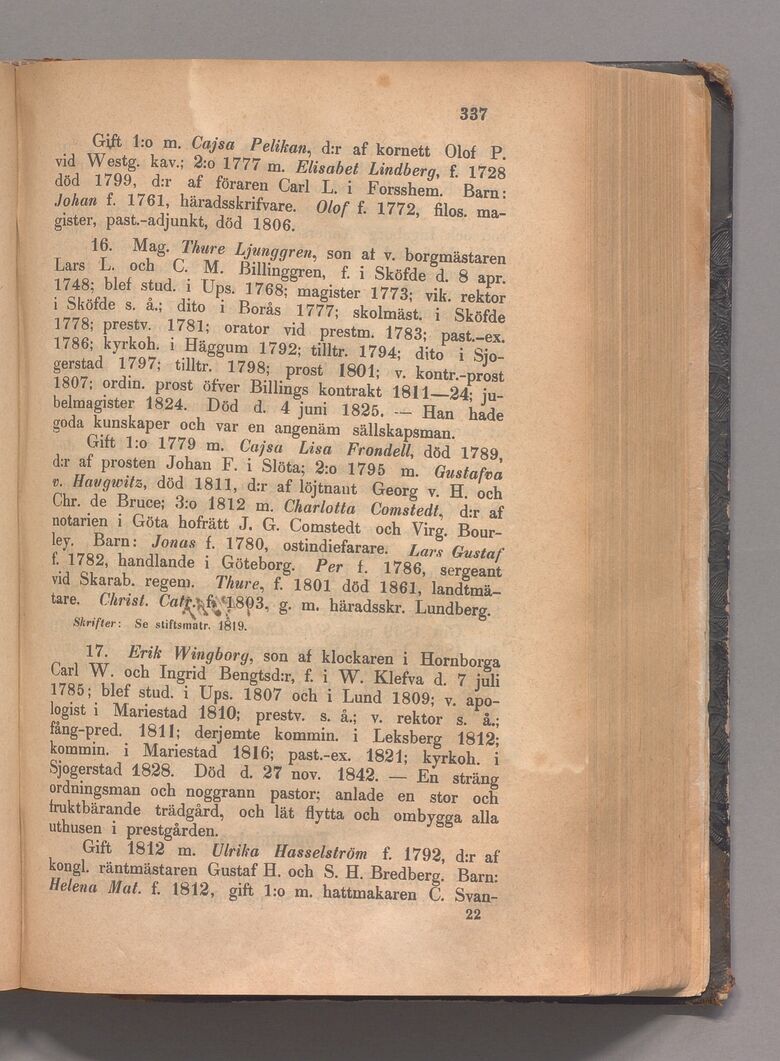 337
Gift 1:o m. Cajsa Pelikan, d:r af kornett Olof P.
vid Westg. kav.; 2:o 1777 m. Elisabet Lindberg, f. 1728
död 1799, d:r af föraren Carl L. i Forsshem. Barn:
Johan f. 1761, häradsskrifvare. Olof f. 1772, filos. ma-
gister, past.-adjunkt, död 1806.
16. Mag. Thure Ljunggren, son af v. borgmästaren
Lars L. och C. M. Billinggren, f. i Sköfde d. 8 apr.
1748; blef stud. i Ups. 1768; magister 1773; vik. rektor
i Sköfde s. å.; dito i Borås 1777; skolmäst. i Sköfde
1778; prestv. 1781; orator vid prestm. 1783; past.-ex.
1786; kyrkoh. i Häggum 1792; tilltr. 1794; dito i Sjo-
gerstad 1797; tilltr. 1798; prost 1801; v. kontr.-prost
1807; ordin. prost öfver Billings kontrakt 1811—24; ju-
belmagister 1824. Död d. 4 juni 1825. — Han hade
goda kunskaper och var en angenäm sällskapsman.
Gift 1:o 1779 m. Cajsa Lisa Frondell, död 1789,
d:r af prosten Johan F. i Slöta; 2:o 1795 m. Gustafva
v. Haugwitz, död 1811, d:r af löjtnant Georg v. H. och
Chr. de Bruce; 3:o 1812 m. Charlotta Comstedt, d:r af
notarien i Göta hofrätt J. G. Comstedt och Virg. Bour-
ley. Barn: Jonas f. 1780, ostindiefarare. Lars Gustaf
f. 1782, handlande i Göteborg. Per f. 1786, sergeant
vid Skarab. regem. Thure, f. 1801 död 1861, landtmä-
tare. Christ. f. 1803, g. m. häradsskr. Lundberg.
Skrifter: Se stiftsmatr. 1819.
17. Erik Wingborg, son af klockaren i Hornborga
Carl W. och Ingrid Bengtsd:r, f. i W. Klefva d. 7 juli
1785; blef stud. i Ups. 1807 och i Lund 1809; v. apo-
logist i Mariestad 1810; prestv. s. å.; v. rektor s. å.;
fång-pred. 1811; derjemte kommin. i Leksberg 1812;
kommin. i Mariestad 1816; past.-ex. 1821; kyrkoh. i
Sjogerstad 1828. Död d. 27 nov. 1842. — En sträng
ordningsman och noggrann pastor; anlade en stor och
fruktbärande trädgård, och lät flytta och ombygga alla
uthusen i prestgården.
Gift 1812 m. Ulrika Hasselström f. 1792, d:r af
kongl. räntmästaren Gustaf H. och S. H. Bredberg. Barn:
Helena Mat. f. 1812, gift 1:o m. hattmakaren C. Svan-
22